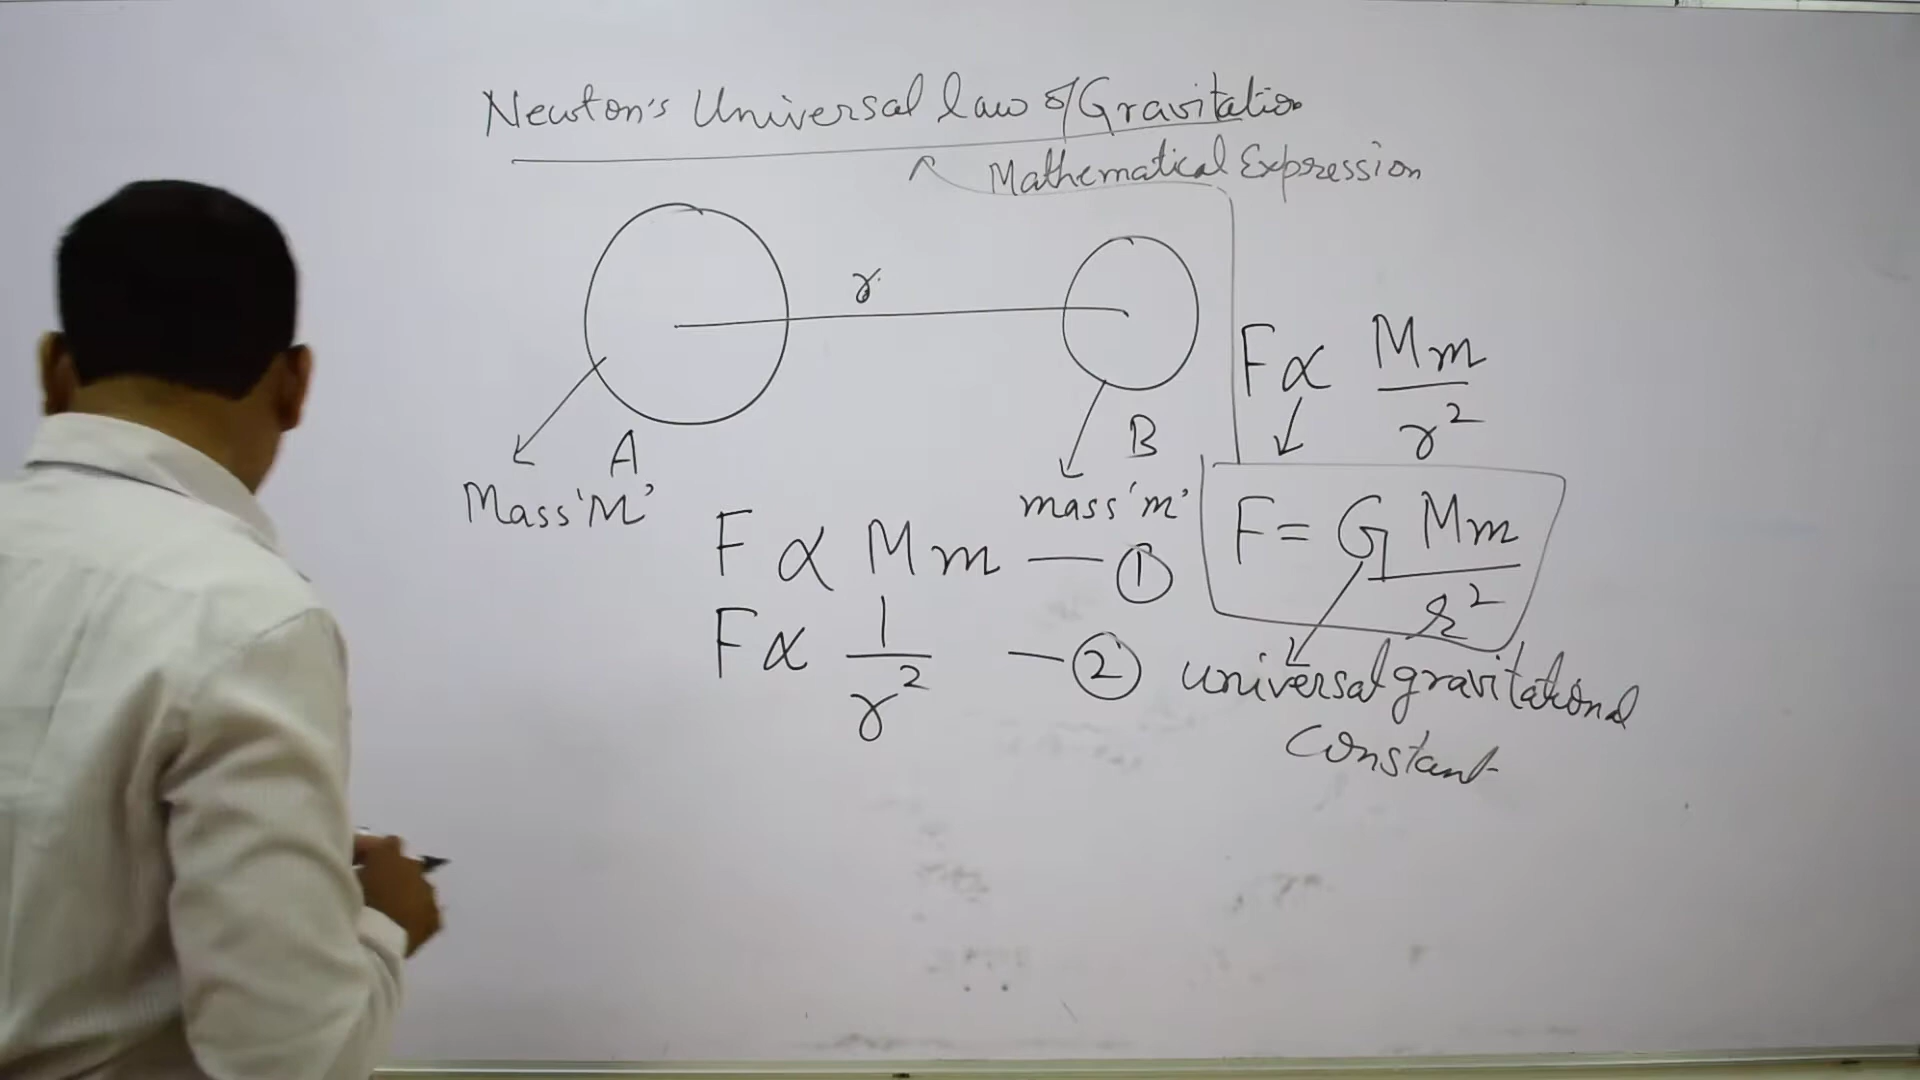 Newton's Universal law of Gravitation
Mathematical Expression
r
A
B
Mass 'M'
mass 'm'
F ∝ Mm — ①
F ∝ 1/r² — ②
F ∝ Mm/r²
F = G Mm/r²
universal gravitational
Constant